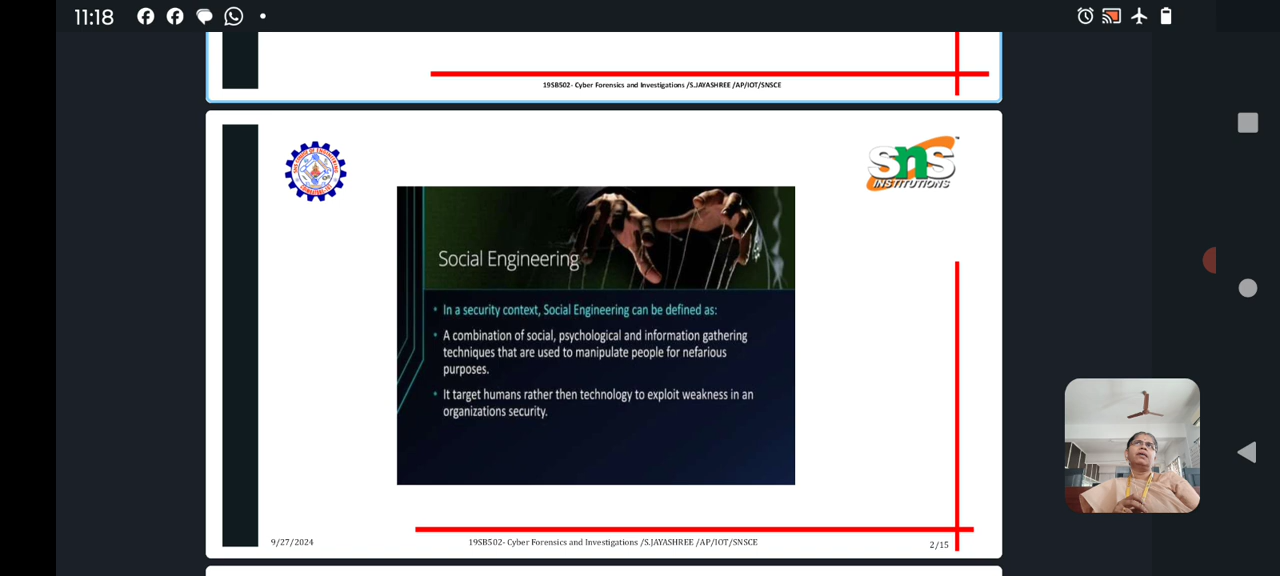 11:18
19SB502- Cyber Forensics and Investigations /S.JAYASHREE /AP/IOT/SNSCE
sns
INSTITUTIONS
Social Engineering
• In a security context, Social Engineering can be defined as:
• A combination of social, psychological and information gathering
techniques that are used to manipulate people for nefarious
purposes.
• It target humans rather then technology to exploit weakness in an
organizations security.
9/27/2024
19SB502- Cyber Forensics and Investigations /S.JAYASHREE /AP/IOT/SNSCE
2/15